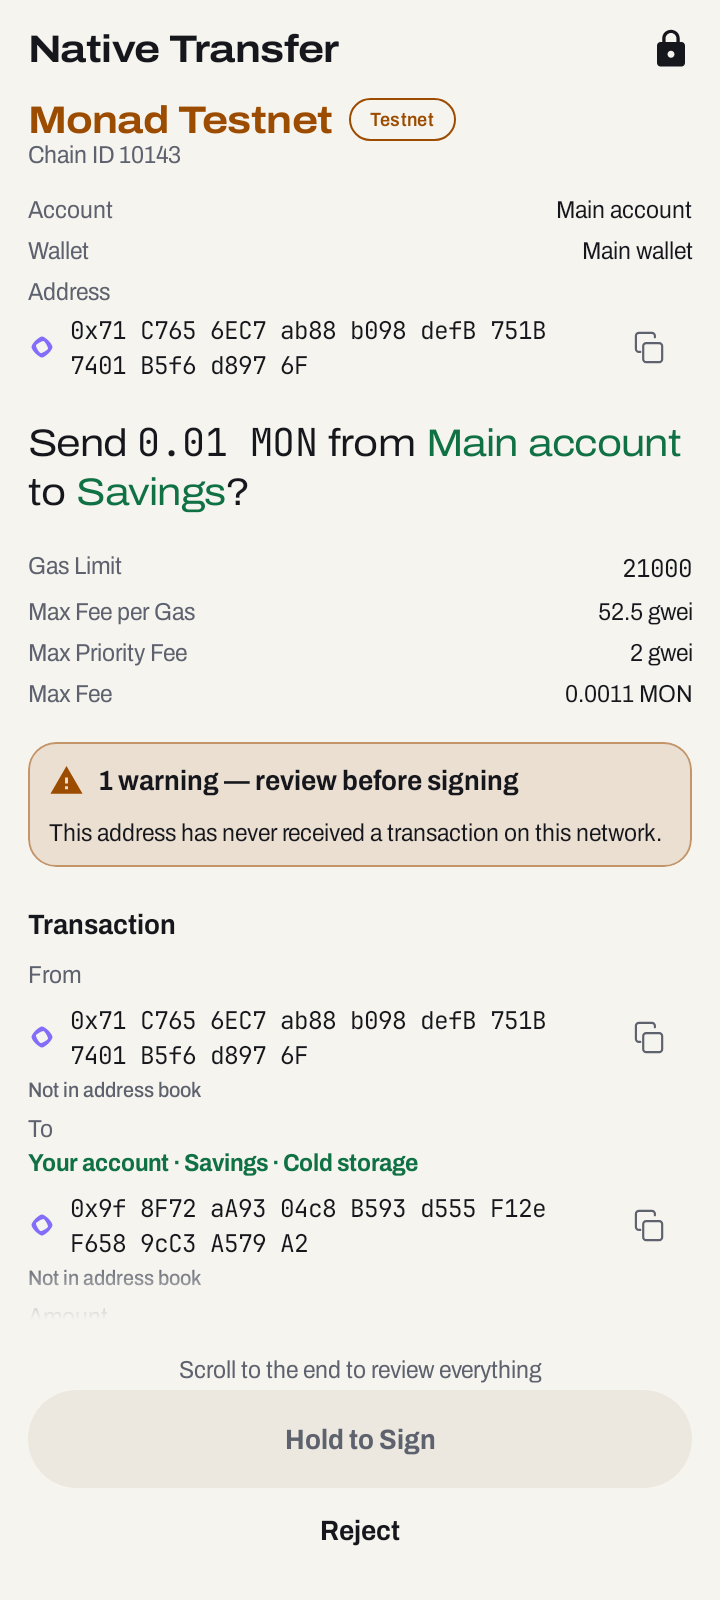 Native Transfer
Monad Testnet Testnet
Chain ID 10143
Account Main account
Wallet Main wallet
Address
0x71 C765 6EC7 ab88 b098 defB 751B
7401 B5f6 d897 6F
Send 0.01 MON from Main account
to Savings?
Gas Limit 21000
Max Fee per Gas 52.5 gwei
Max Priority Fee 2 gwei
Max Fee 0.0011 MON
1 warning — review before signing
This address has never received a transaction on this network.
Transaction
From
0x71 C765 6EC7 ab88 b098 defB 751B
7401 B5f6 d897 6F
Not in address book
To
Your account · Savings · Cold storage
0x9f 8F72 aA93 04c8 B593 d555 F12e
F658 9cC3 A579 A2
Not in address book
Amount
Scroll to the end to review everything
Hold to Sign
Reject